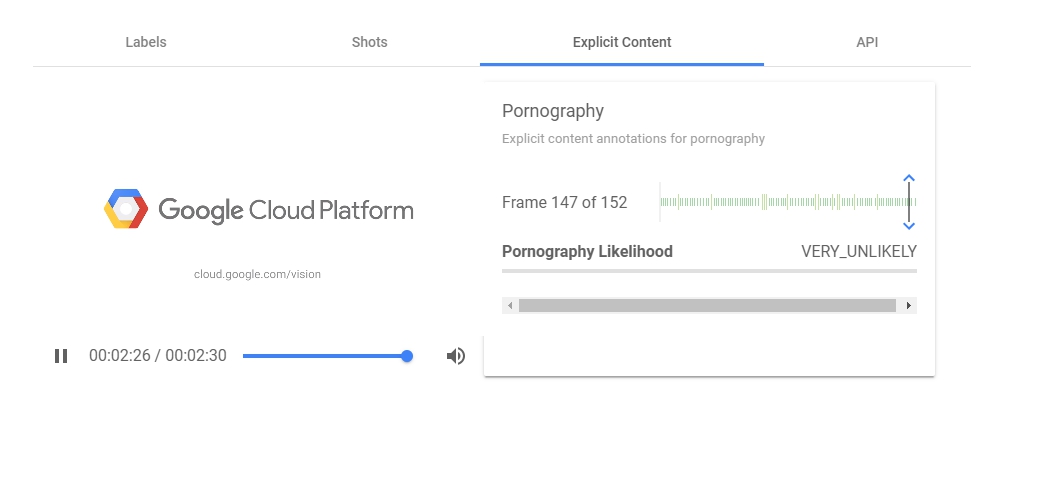 Labels
Shots
Explicit Content
API
Pornography
Explicit content annotations for pornography
Google Cloud Platform
Frame 147 of 152
Pornography Likelihood
VERY_UNLIKELY
cloud.google.com/vision
00:02:26 / 00:02:30